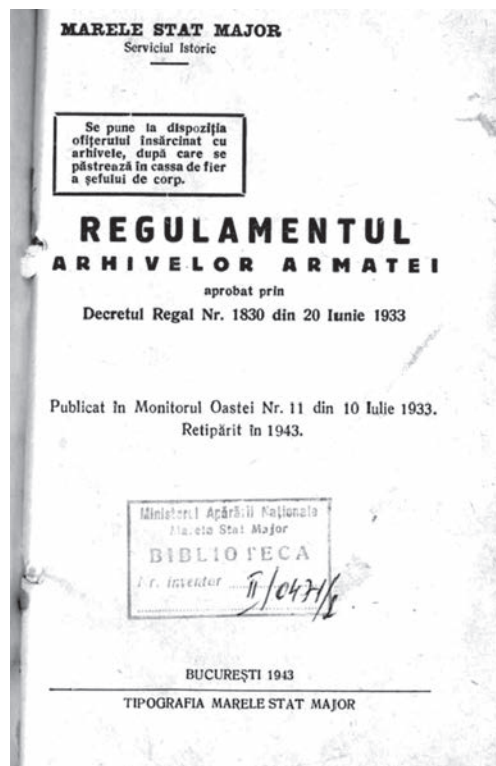 MARELE STAT MAJOR
Serviciul Istoric
Se pune la dispoziția
ofițerului însărcinat cu
arhivele, după care se
păstrează în cassa de fier
a șefului de corp.
REGULAMENTUL
ARHIVELOR ARMATEI
aprobat prin
Decretul Regal Nr. 1830 din 20 Iunie 1933
Publicat în Monitorul Oastei Nr. 11 din 10 Iulie 1933.
Retipărit în 1943.
Ministerul Apărării Naționale
Marele Stat Major
BIBLIOTECA
Nr. inventar II/0471/1
BUCUREȘTI 1943
TIPOGRAFIA MARELE STAT MAJOR